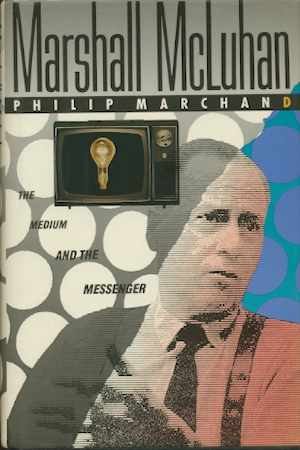 Marshall McLuhan
PHILIP MARCHAND
THE
MEDIUM
AND THE
MESSENGER